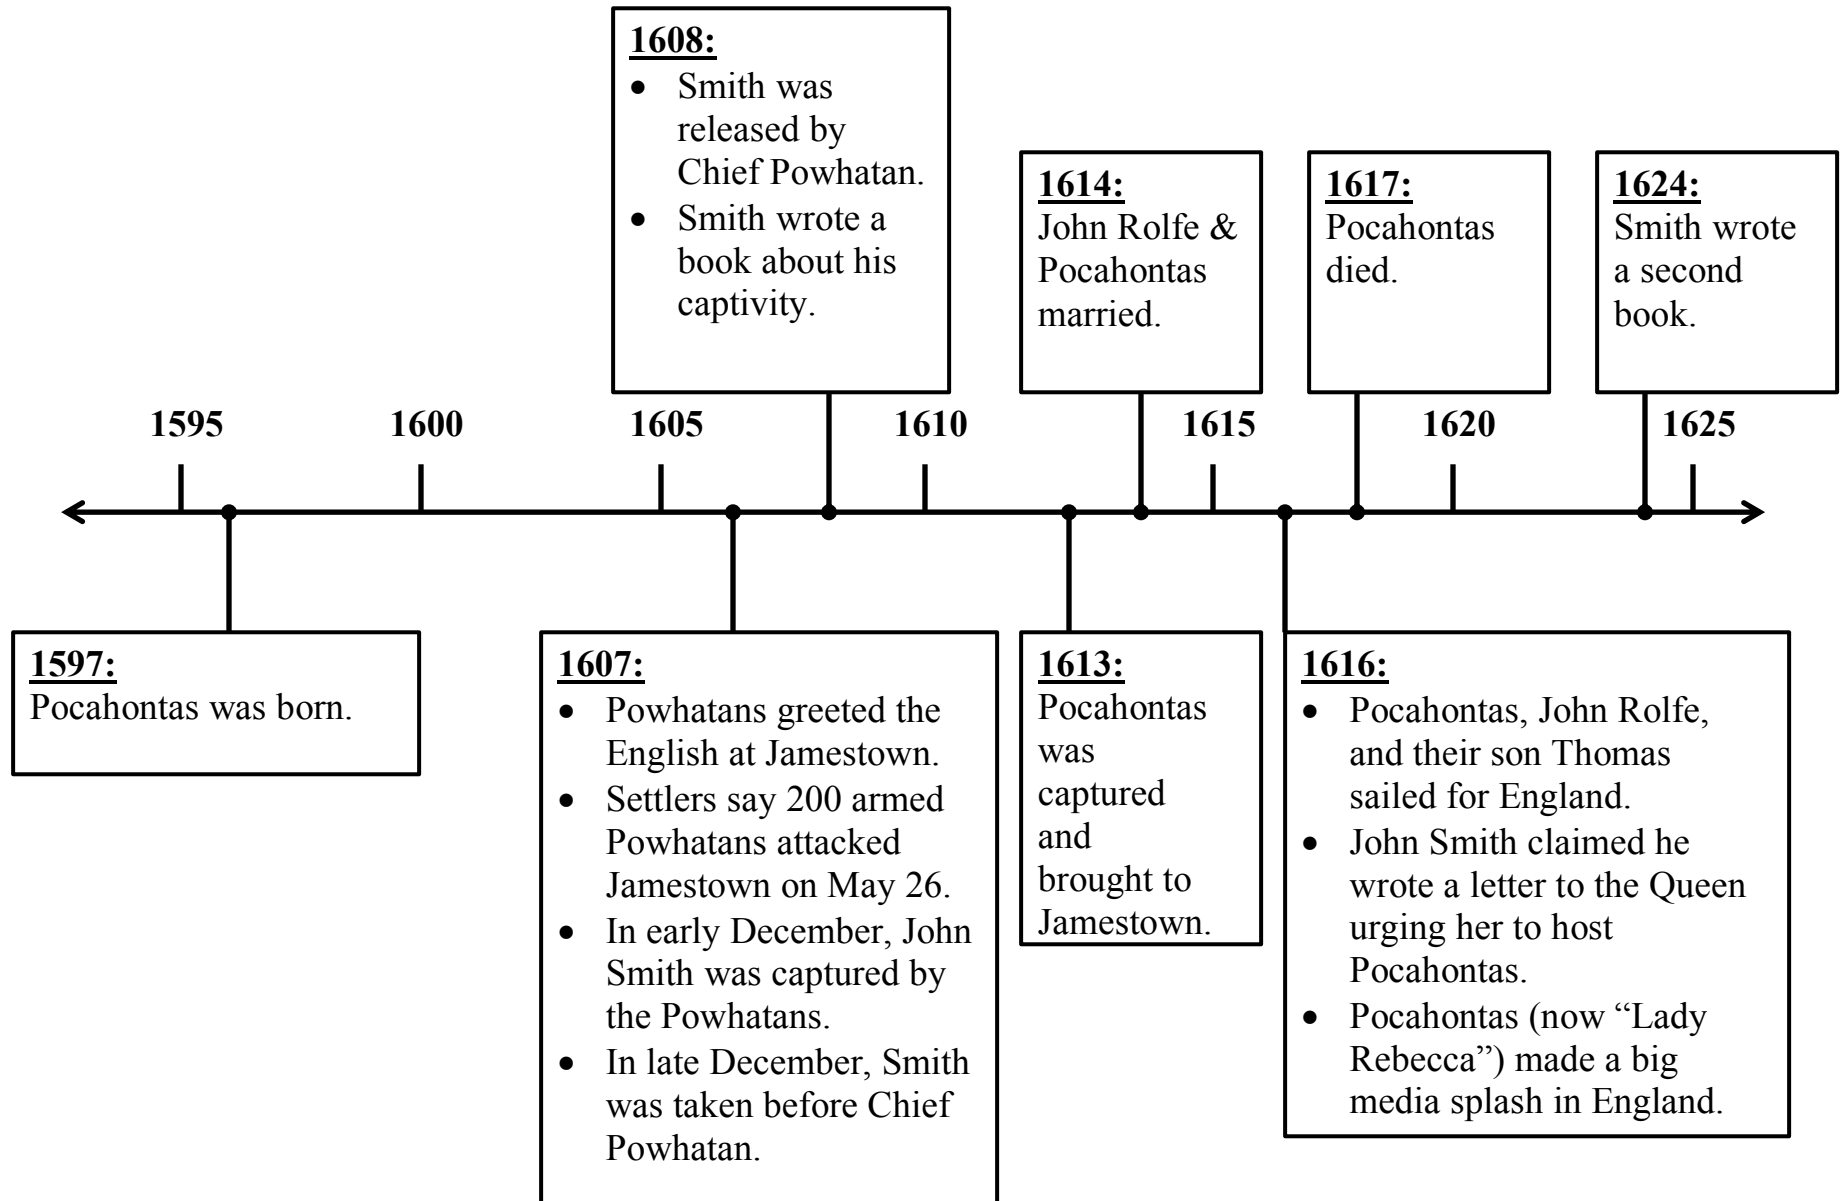 1608:
• Smith was
released by
Chief Powhatan.
• Smith wrote a
book about his
captivity.
1614:
John Rolfe &
Pocahontas
married.
1617:
Pocahontas
died.
1624:
Smith wrote
a second
book.
1595 1600 1605 1610 1615 1620 1625
1597:
Pocahontas was born.
1607:
• Powhatans greeted the
English at Jamestown.
• Settlers say 200 armed
Powhatans attacked
Jamestown on May 26.
• In early December, John
Smith was captured by
the Powhatans.
• In late December, Smith
was taken before Chief
Powhatan.
1613:
Pocahontas
was
captured
and
brought to
Jamestown.
1616:
• Pocahontas, John Rolfe,
and their son Thomas
sailed for England.
• John Smith claimed he
wrote a letter to the Queen
urging her to host
Pocahontas.
• Pocahontas (now “Lady
Rebecca”) made a big
media splash in England.